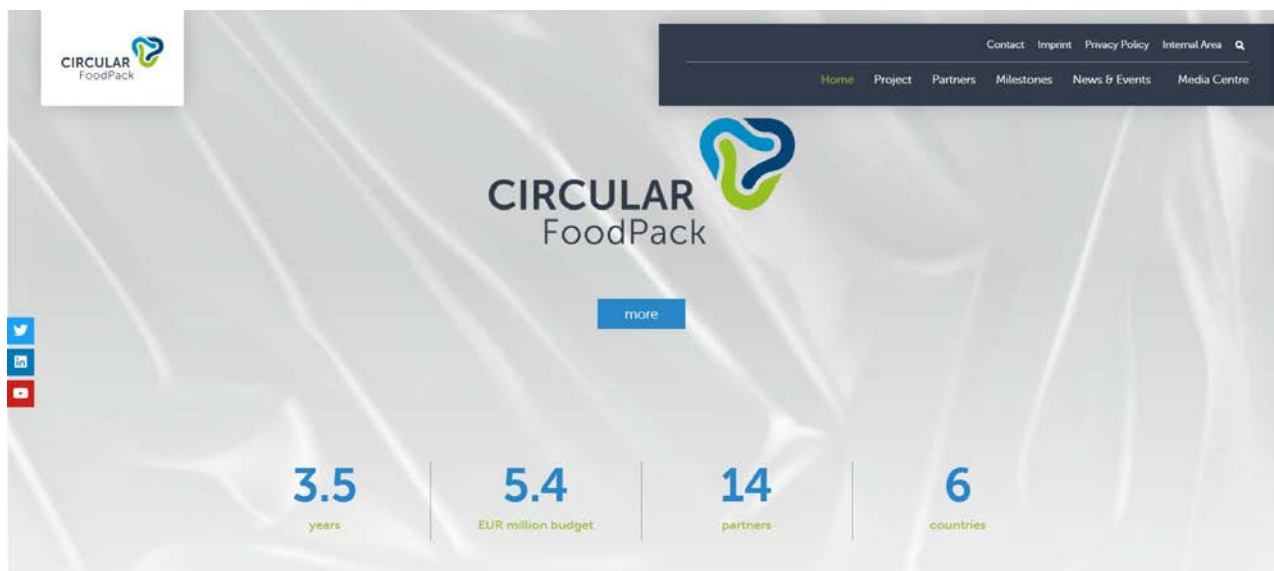 CIRCULAR
FoodPack
Contact Imprint Privacy Policy Internal Area
Home Project Partners Milestones News & Events Media Centre
CIRCULAR
FoodPack
more
in
3.5 5.4 14 6
years EUR million budget partners countries